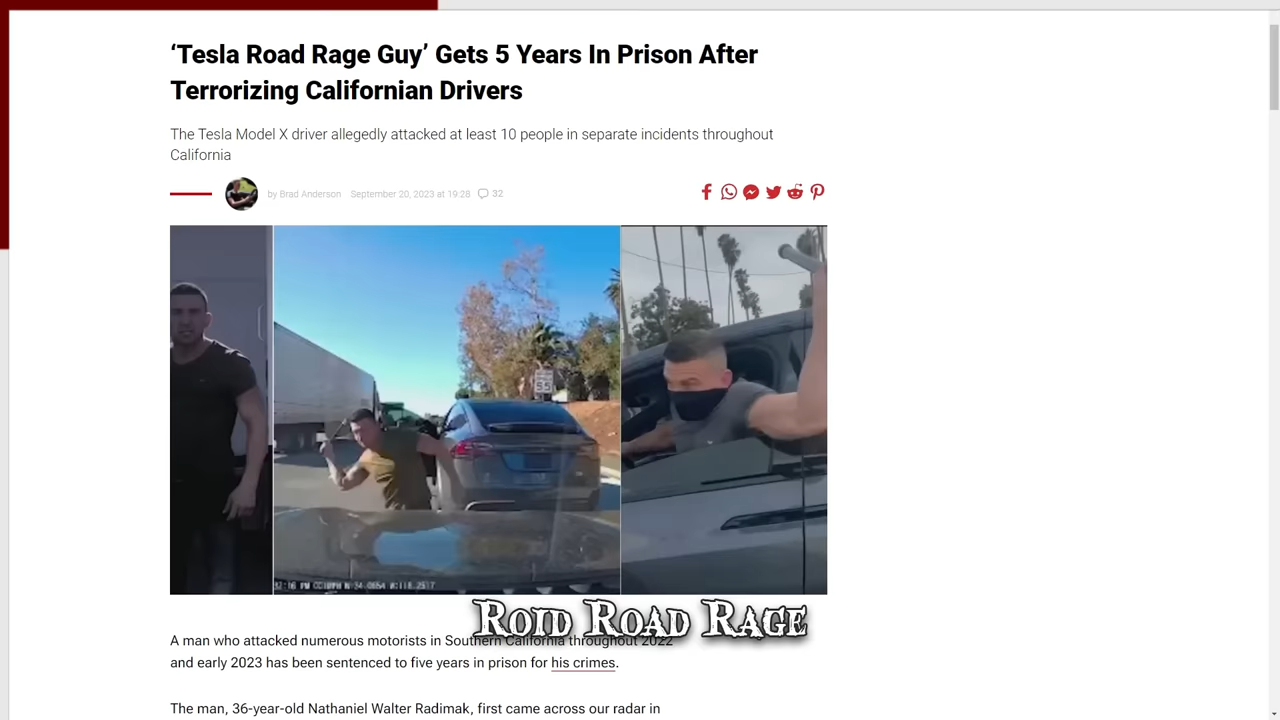 ‘Tesla Road Rage Guy’ Gets 5 Years In Prison After
Terrorizing Californian Drivers
The Tesla Model X driver allegedly attacked at least 10 people in separate incidents throughout
California
by Brad Anderson September 20, 2023 at 19:28 32
55
Roid Road Rage
A man who attacked numerous motorists in Southern California throughout 2022
and early 2023 has been sentenced to five years in prison for his crimes.
The man, 36-year-old Nathaniel Walter Radimak, first came across our radar in